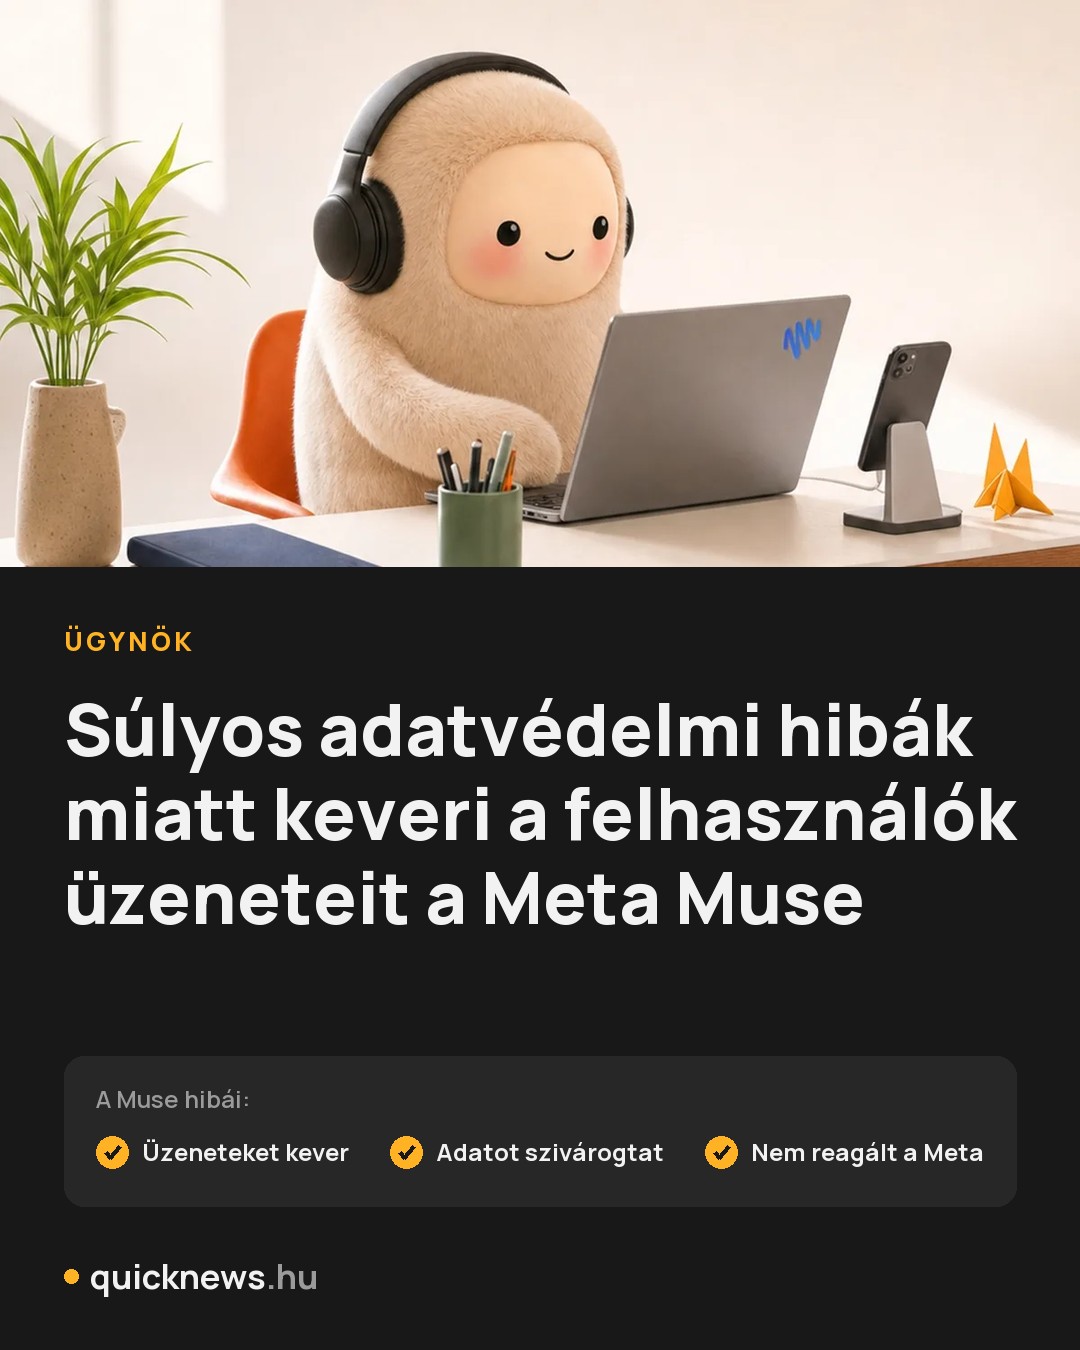 ÜGYNÖK
Súlyos adatvédelmi hibák
miatt keveri a felhasználók
üzeneteit a Meta Muse
A Muse hibái:
Üzeneteket kever
Adatot szivárogtat
Nem reagált a Meta
quicknews.hu